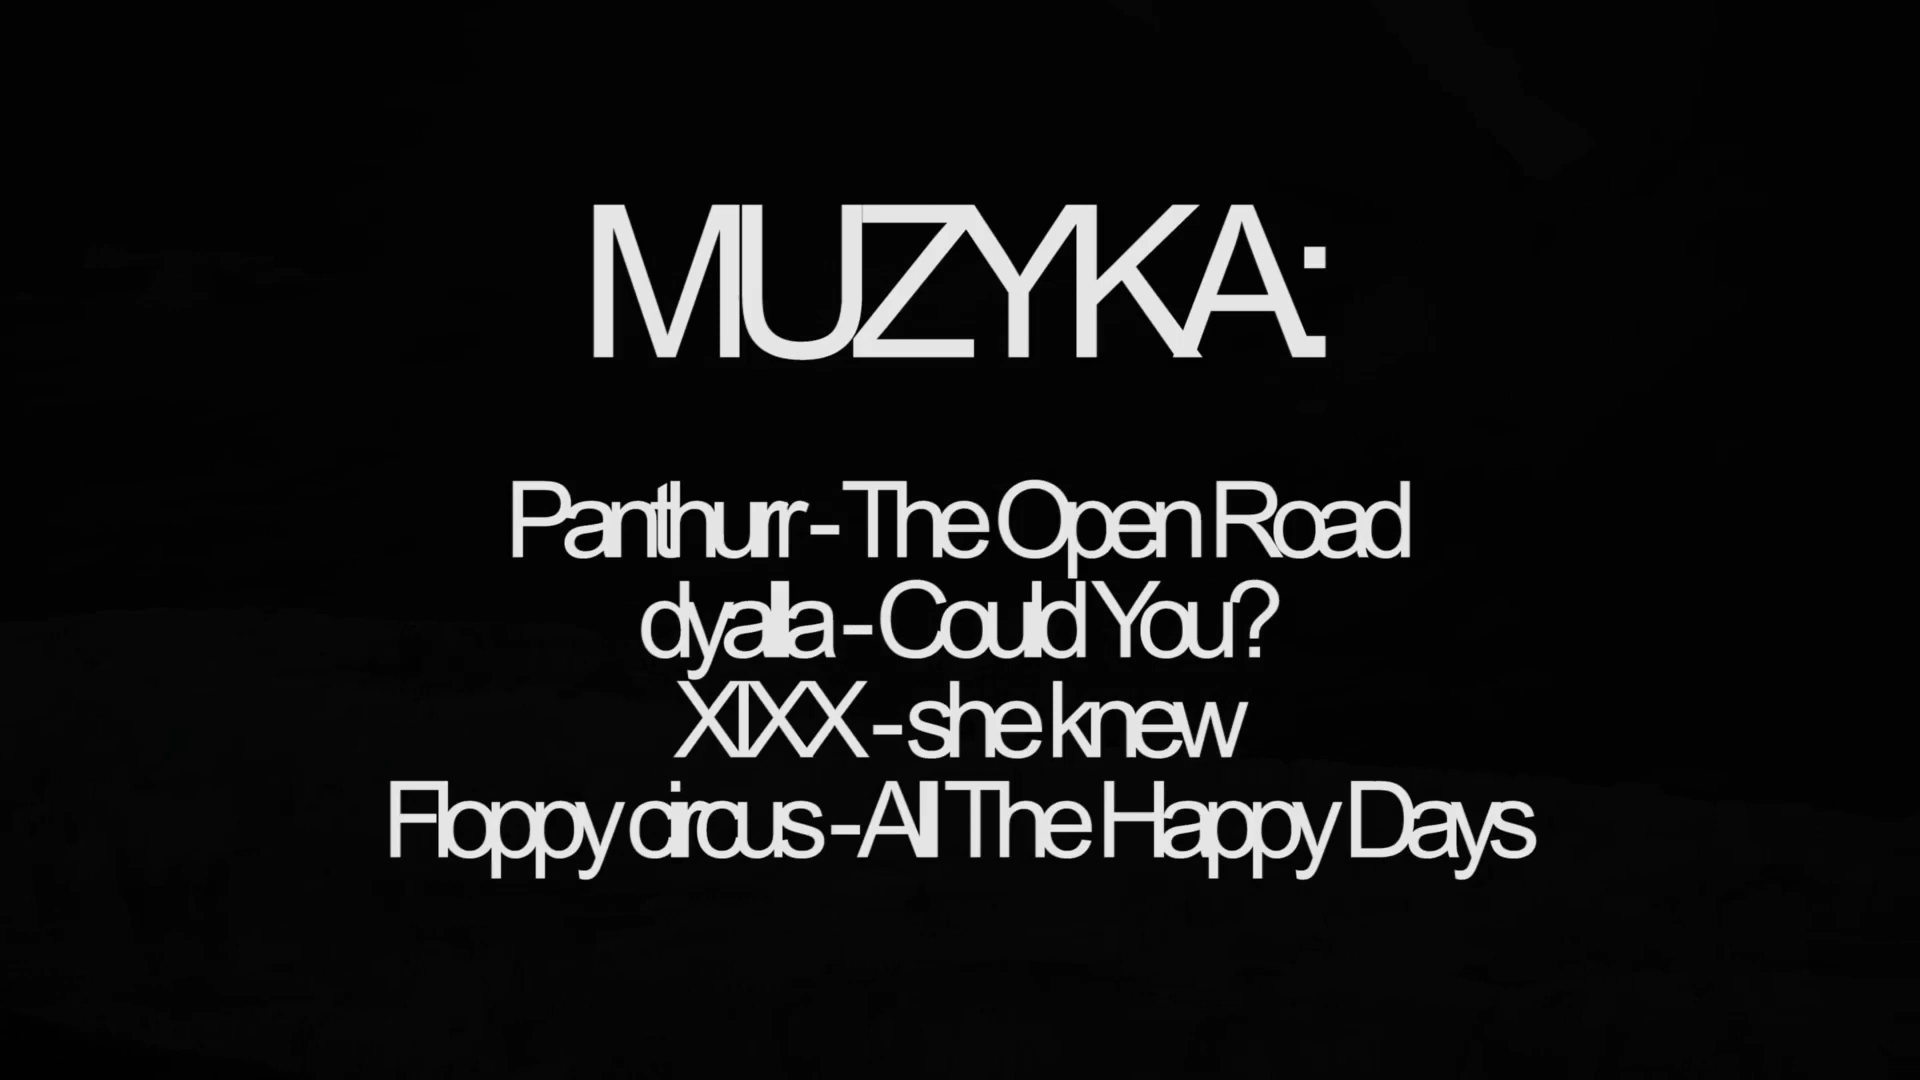 MUZYKA:
Panthurr - The Open Road
dyalla - Could You?
XIXX - she knew
Floppy circus - All The Happy Days